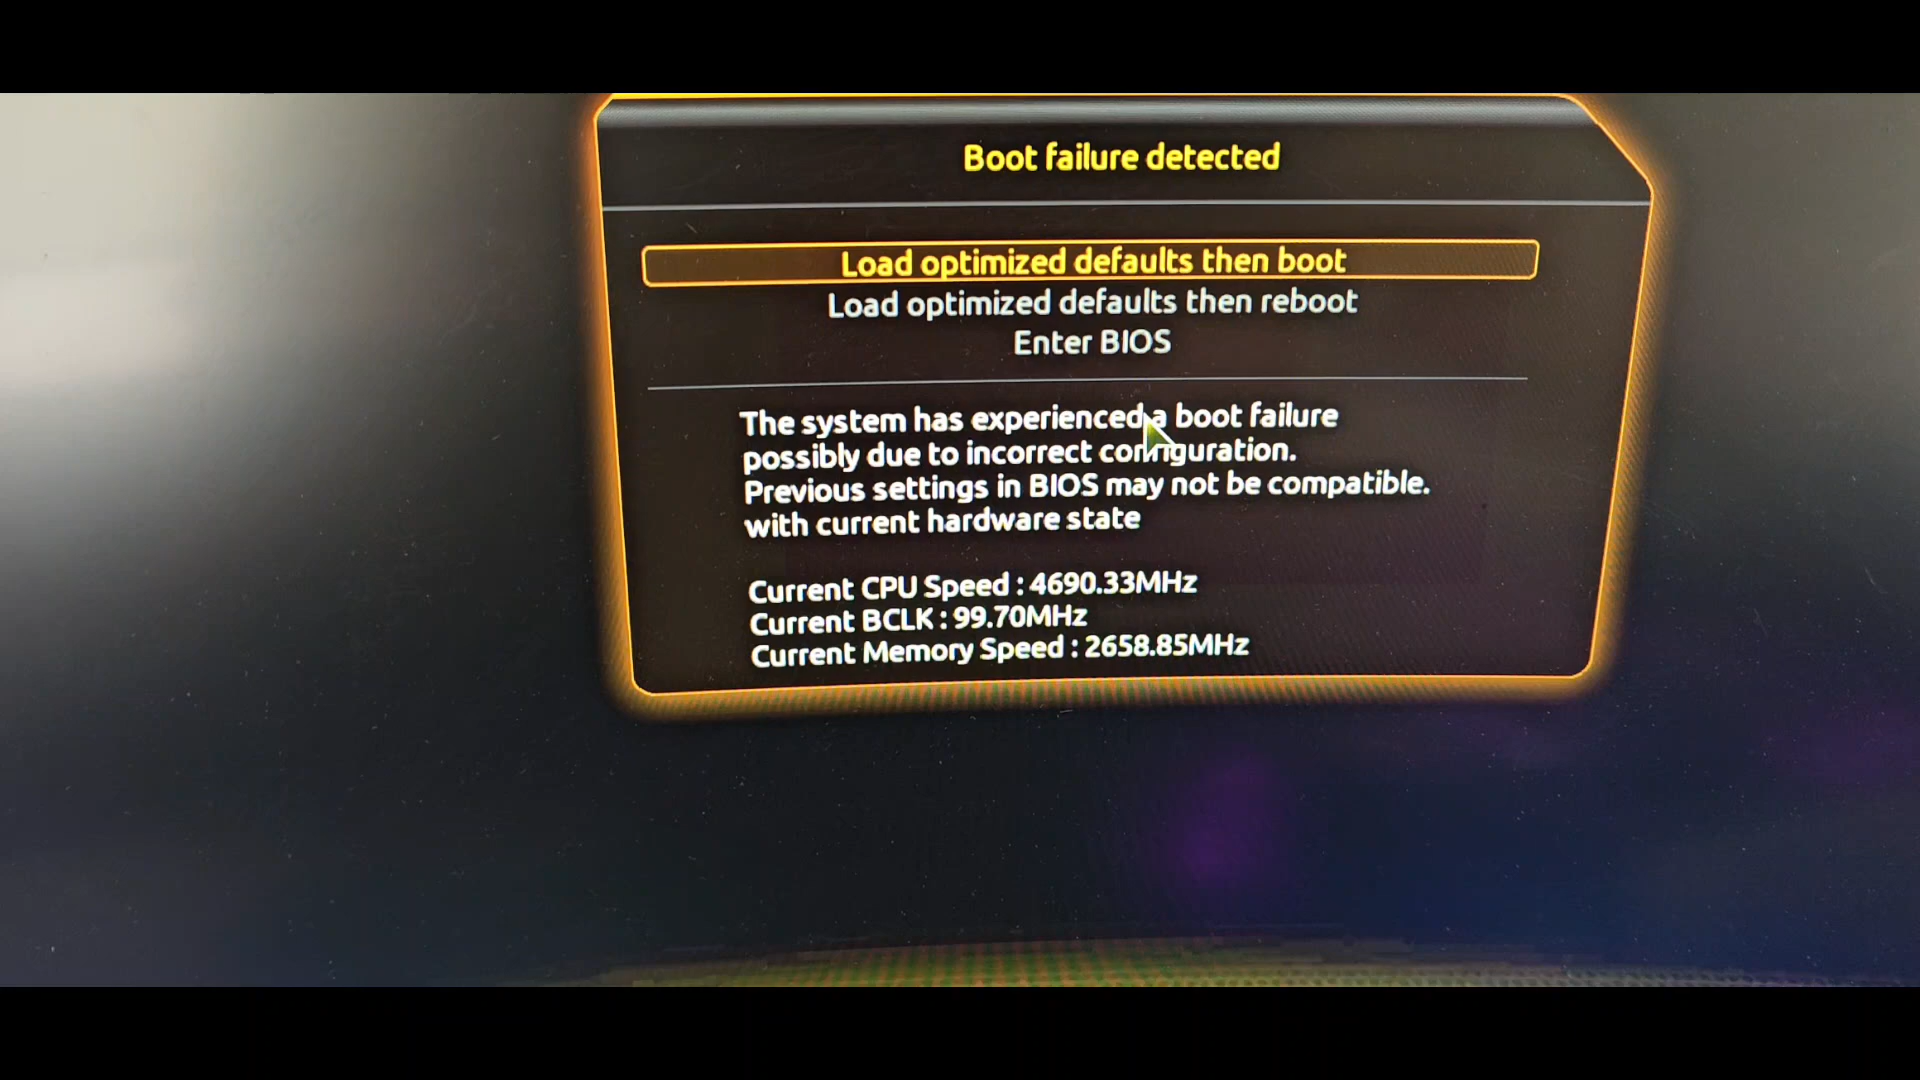 Boot failure detected
Load optimized defaults then boot
Load optimized defaults then reboot
Enter BIOS
The system has experienced a boot failure
possibly due to incorrect configuration.
Previous settings in BIOS may not be compatible.
with current hardware state
Current CPU Speed : 4690.33MHz
Current BCLK : 99.70MHz
Current Memory Speed : 2658.85MHz